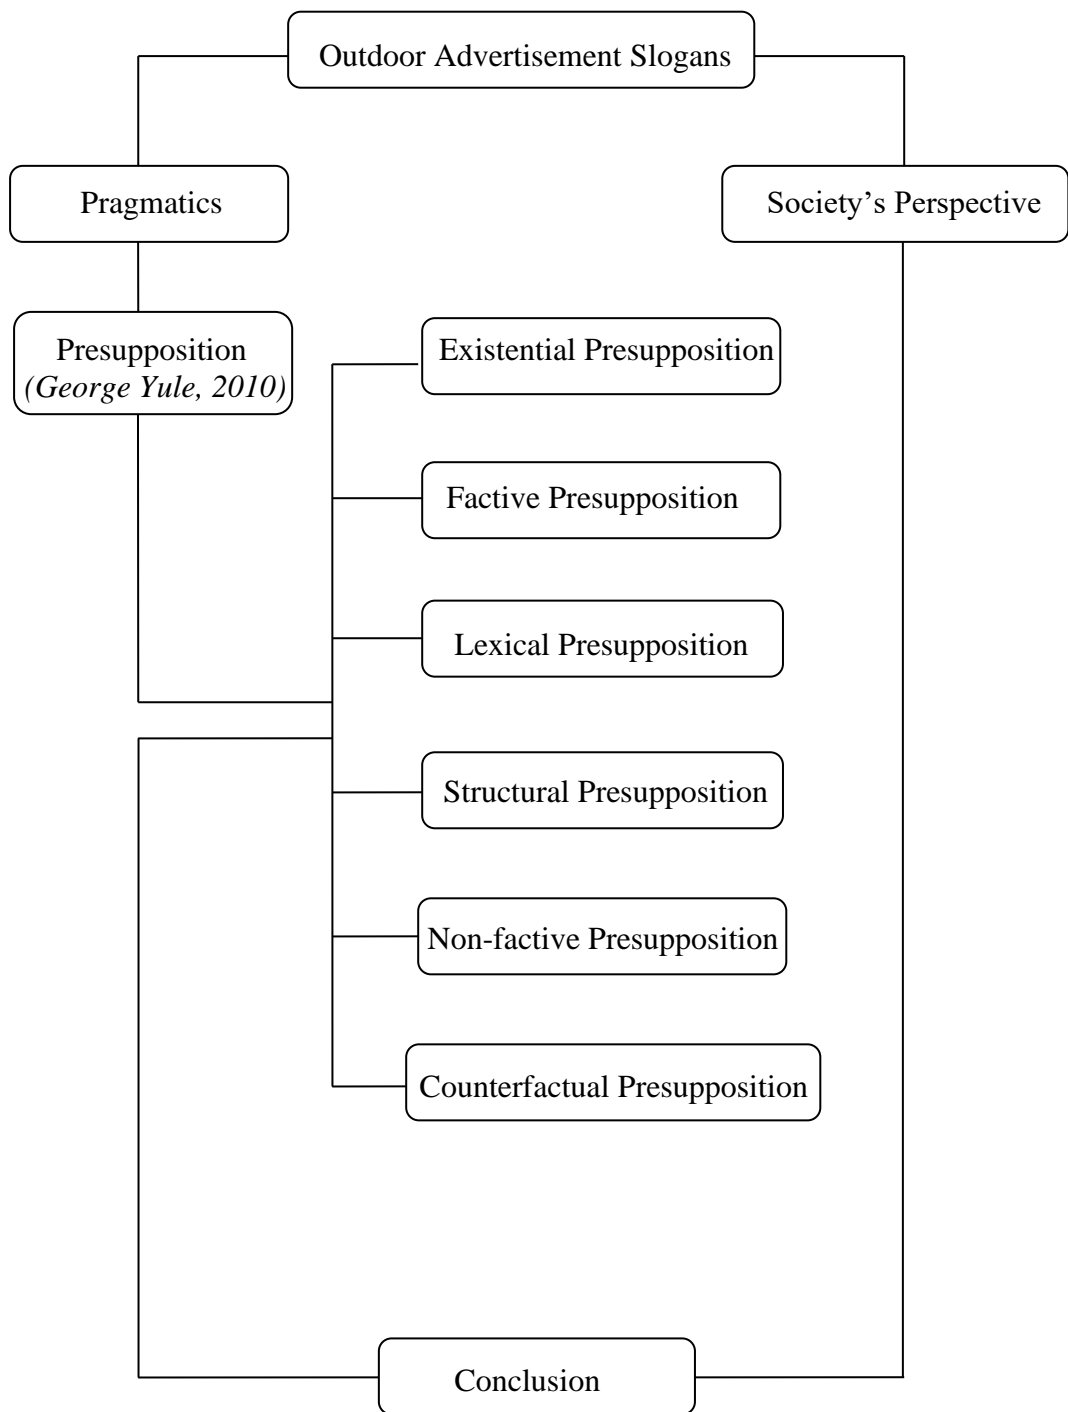 Outdoor Advertisement Slogans
Pragmatics
Society’s Perspective
Presupposition
(George Yule, 2010)
Existential Presupposition
Factive Presupposition
Lexical Presupposition
Structural Presupposition
Non-factive Presupposition
Counterfactual Presupposition
Conclusion